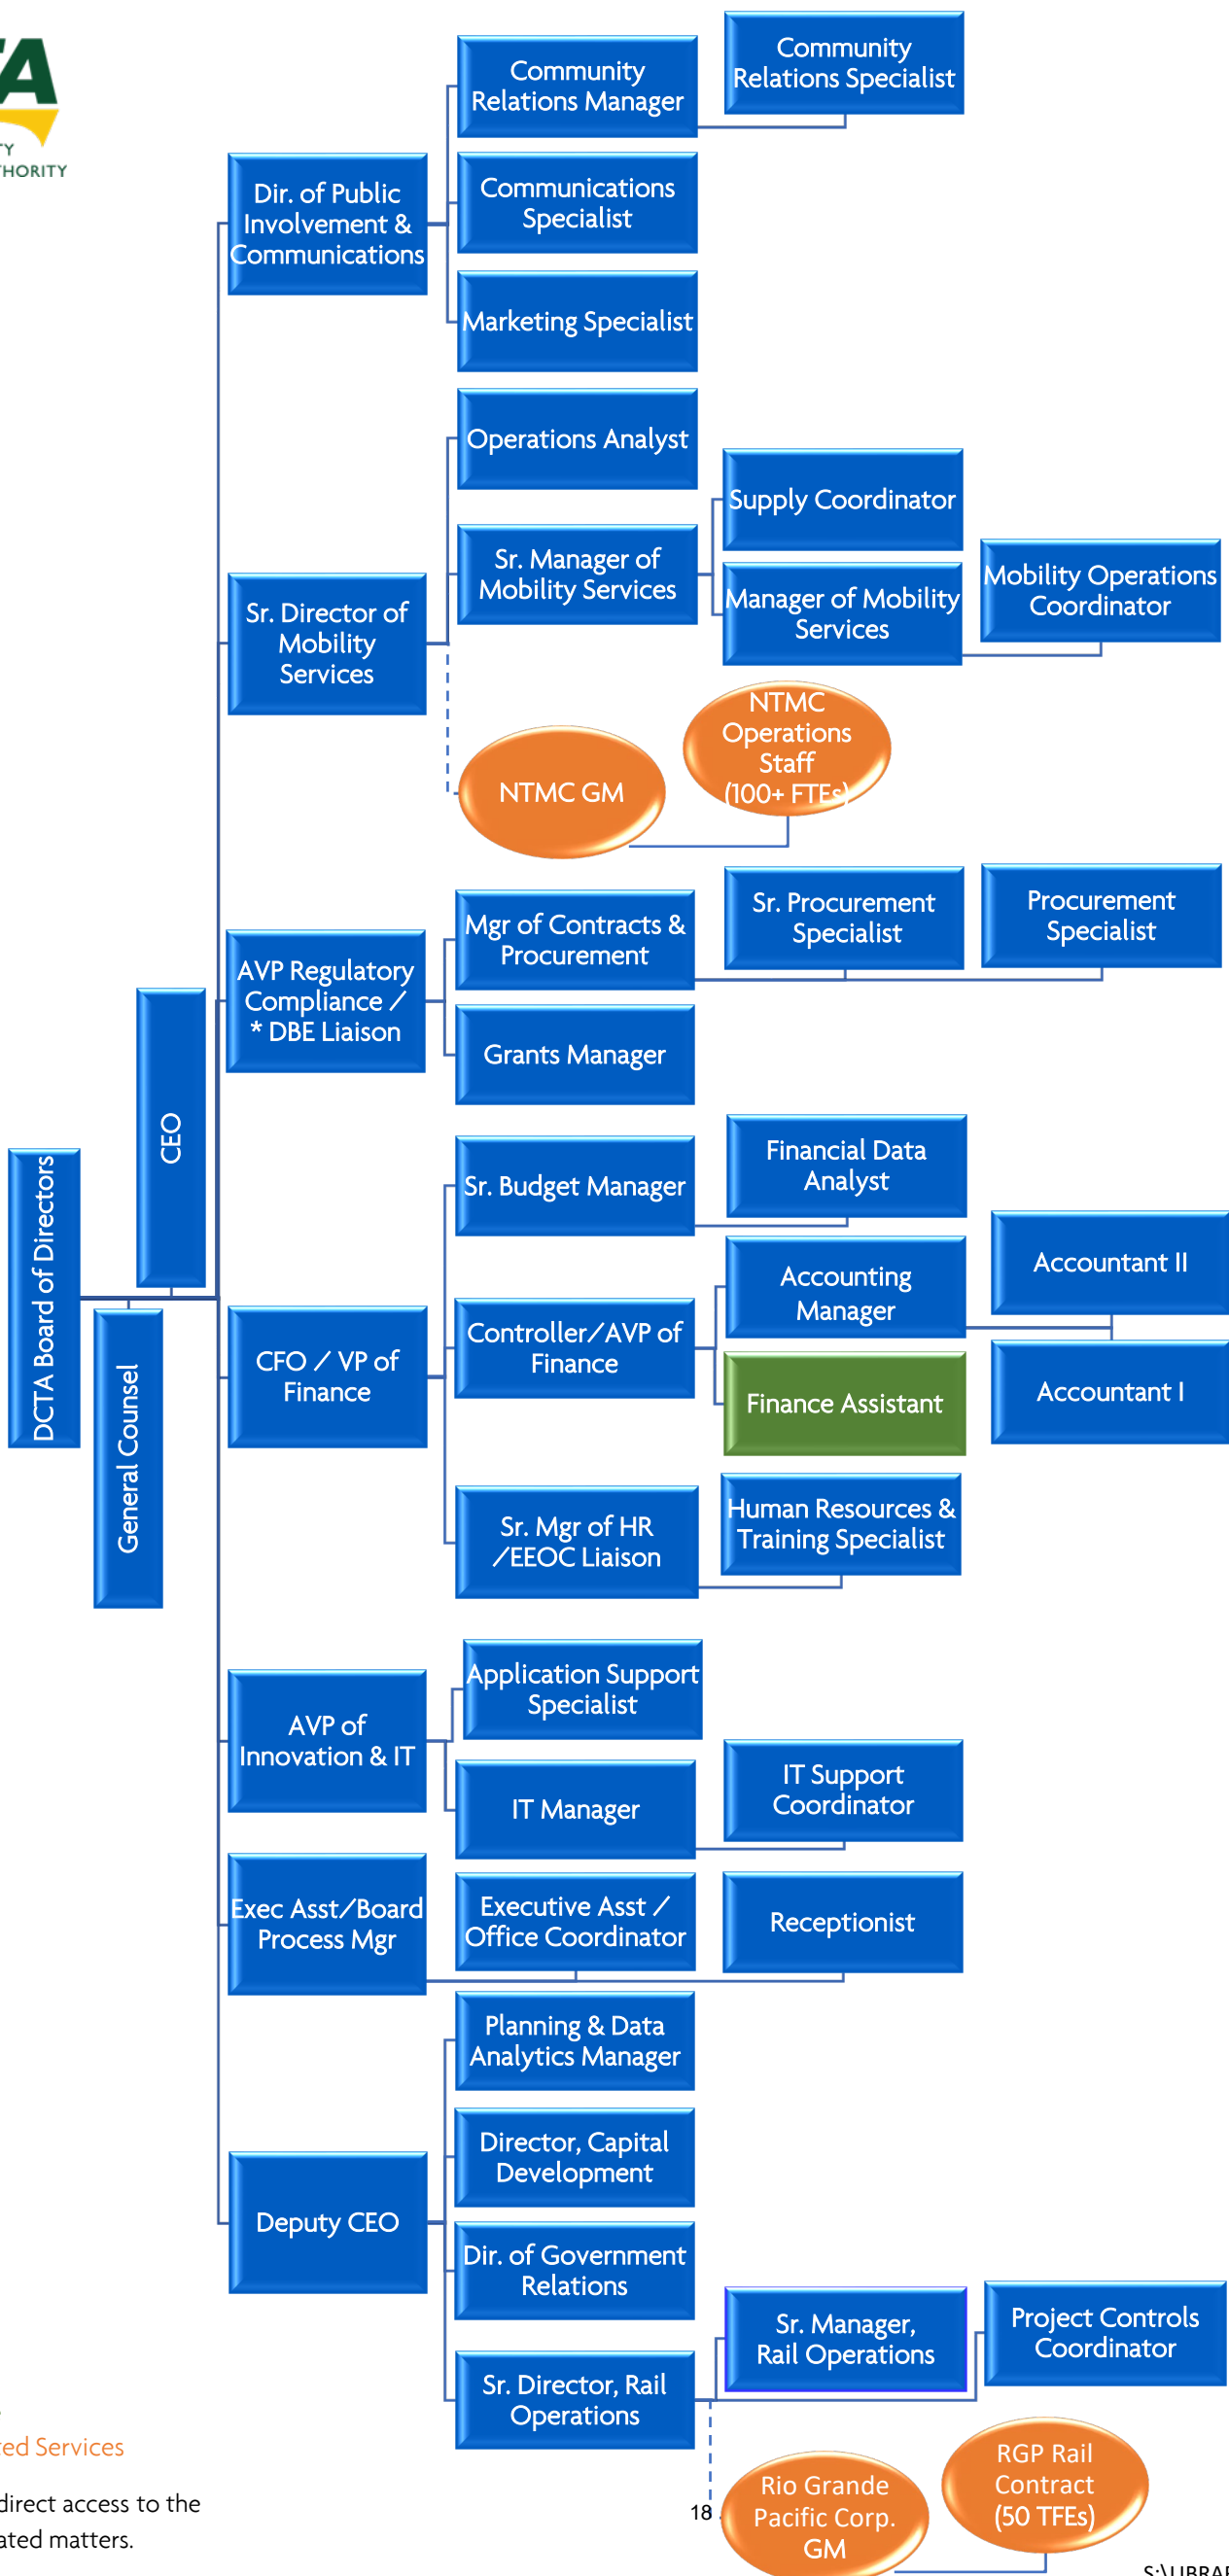 TA
TY
THORITY
Community
Relations Manager
Community
Relations Specialist
Dir. of Public
Involvement &
Communications
Communications
Specialist
Marketing Specialist
Operations Analyst
Supply Coordinator
Sr. Manager of
Mobility Services
Mobility Operations
Coordinator
Sr. Director of
Mobility
Services
Manager of Mobility
Services
NTMC GM
NTMC
Operations
Staff
(100+ FTEs)
Mgr of Contracts &
Procurement
Sr. Procurement
Specialist
Procurement
Specialist
AVP Regulatory
Compliance /
* DBE Liaison
Grants Manager
CEO
DCTA Board of Directors
General Counsel
Sr. Budget Manager
Financial Data
Analyst
Accounting
Manager
Accountant II
CFO / VP of
Finance
Controller/AVP of
Finance
Finance Assistant
Accountant I
Sr. Mgr of HR
/EEOC Liaison
Human Resources &
Training Specialist
Application Support
Specialist
AVP of
Innovation & IT
IT Manager
IT Support
Coordinator
Exec Asst/Board
Process Mgr
Executive Asst /
Office Coordinator
Receptionist
Planning & Data
Analytics Manager
Director, Capital
Development
Deputy CEO
Dir. of Government
Relations
Sr. Manager,
Rail Operations
Project Controls
Coordinator
Sr. Director, Rail
Operations
ted Services
direct access to the
ated matters.
18
Rio Grande
Pacific Corp.
GM
RGP Rail
Contract
(50 TFEs)
S:\LIBRAR